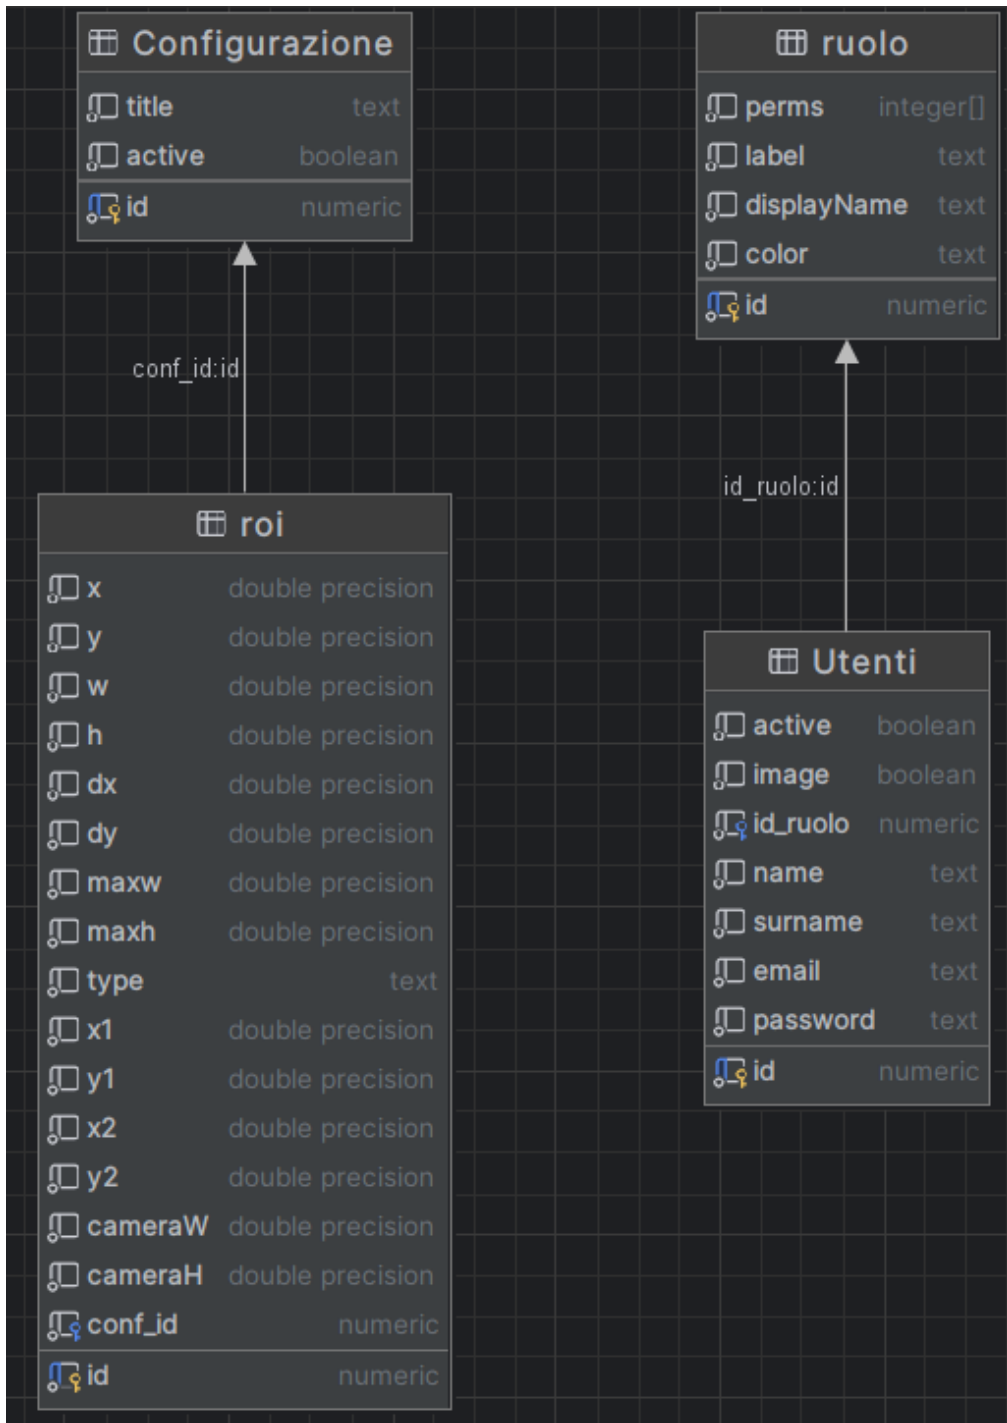 Configurazione
title text
active boolean
id numeric
conf_id:id
roi
x double precision
y double precision
w double precision
h double precision
dx double precision
dy double precision
maxw double precision
maxh double precision
type text
x1 double precision
y1 double precision
x2 double precision
y2 double precision
cameraW double precision
cameraH double precision
conf_id numeric
id numeric
ruolo
perms integer[]
label text
displayName text
color text
id numeric
id_ruolo:id
Utenti
active boolean
image boolean
id_ruolo numeric
name text
surname text
email text
password text
id numeric